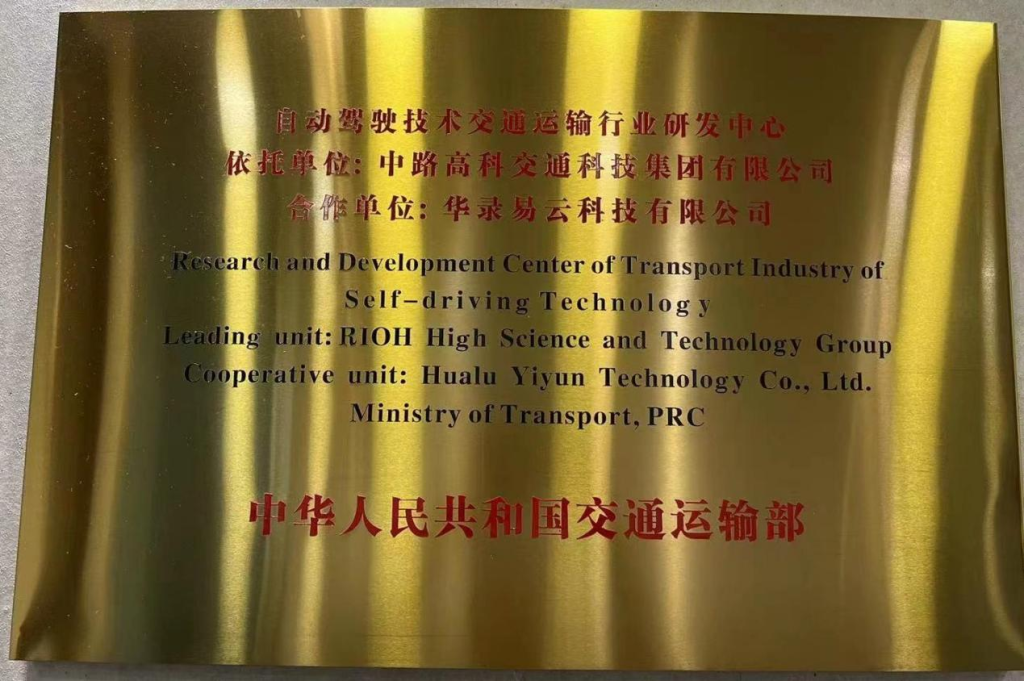 自动驾驶技术交通运输行业研发中心
依托单位：中路高科交通科技集团有限公司
合作单位：华录易云科技有限公司
Research and Development Center of Transport Industry of
Self-driving Technology
Leading unit: RIOH High Science and Technology Group
Cooperative unit: Hualu Yiyun Technology Co., Ltd.
Ministry of Transport, PRC
中华人民共和国交通运输部